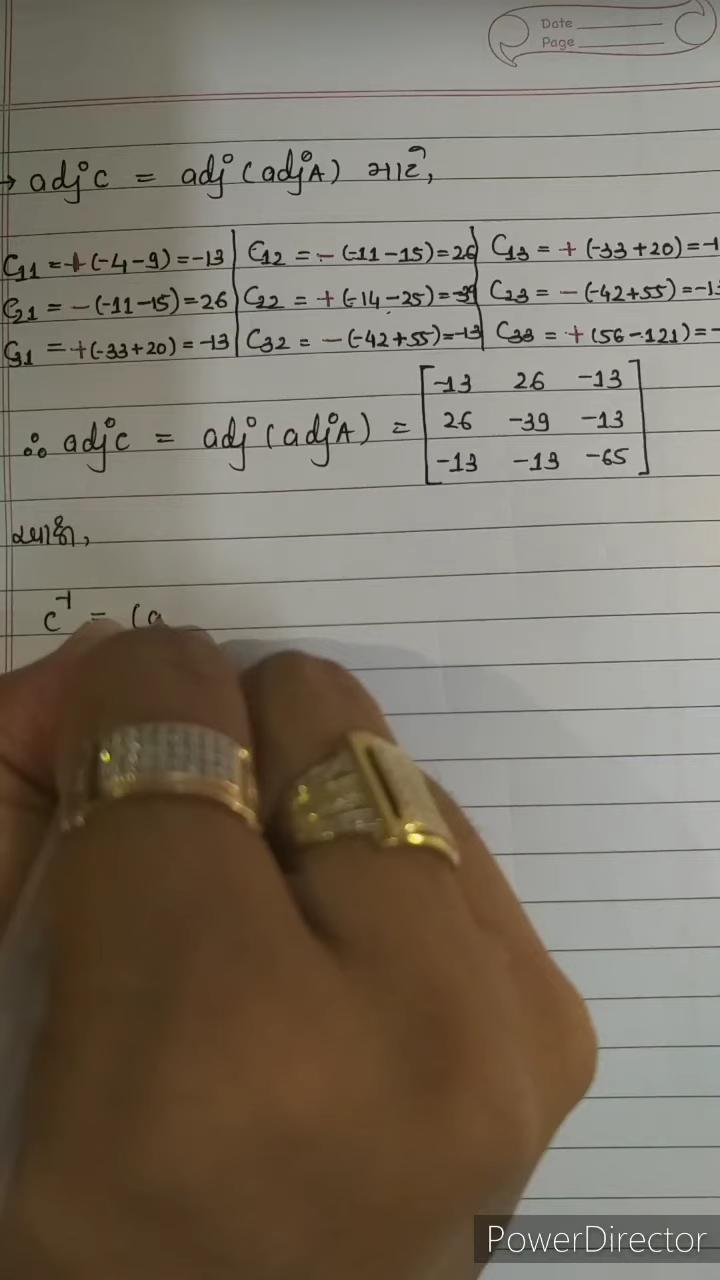 Date
Page
→ adj C = adj (adj A) માટે,
C11 = +(-4-9) = -13 C12 = -(-11-15) = 26 C13 = +(-33+20) = -1
C21 = -(-11-15) = 26 C22 = +(-14-25) = -39 C23 = -(-42+55) = -13
C31 = +(-33+20) = -13 C32 = -(-42+55) = -13 C33 = +(56-121) = -
∴ adj C = adj (adj A) = [-13 26 -13
26 -39 -13
-13 -13 -65]
C⁻¹ = (a
PowerDirector